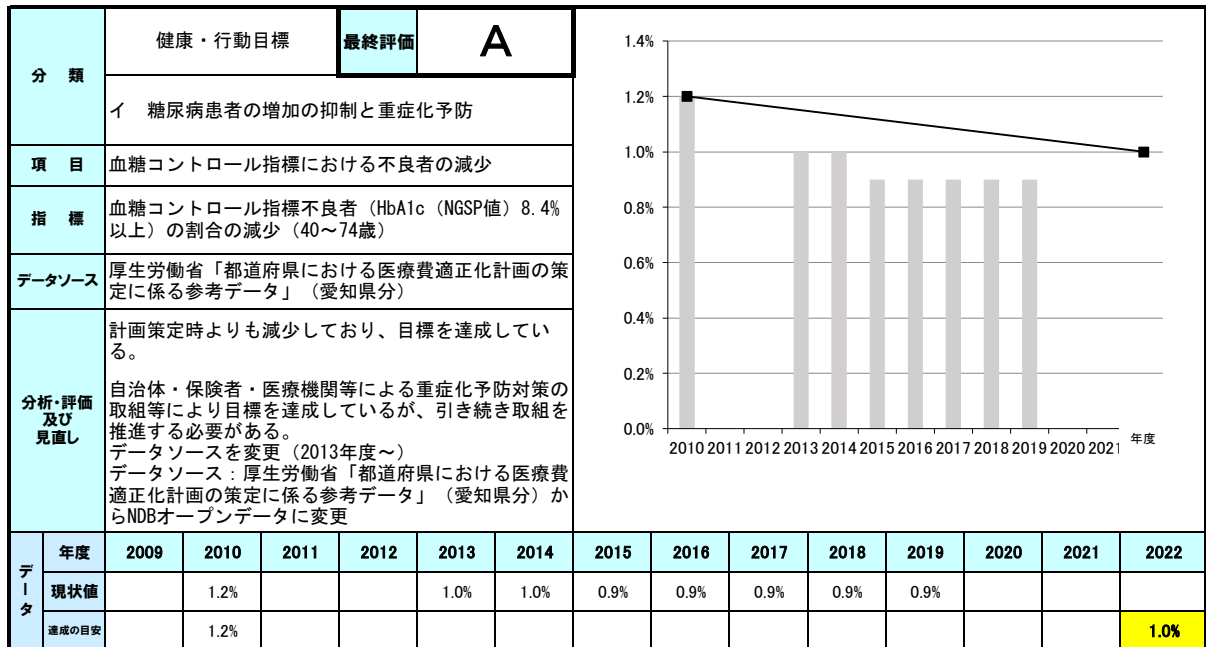 分 類
健康・行動目標
最終評価
A
イ 糖尿病患者の増加の抑制と重症化予防
項 目
血糖コントロール指標における不良者の減少
指 標
血糖コントロール指標不良者（HbA1c（NGSP値）8.4%
以上）の割合の減少（40～74歳）
データソース
厚生労働省「都道府県における医療費適正化計画の策
定に係る参考データ」（愛知県分）
分析・評価
及び
見直し
計画策定時よりも減少しており、目標を達成してい
る。
自治体・保険者・医療機関等による重症化予防対策の
取組等により目標を達成しているが、引き続き取組を
推進する必要がある。
データソースを変更（2013年度～）
データソース：厚生労働省「都道府県における医療費
適正化計画の策定に係る参考データ」（愛知県分）か
らNDBオープンデータに変更
1.4%
1.2%
1.0%
0.8%
0.6%
0.4%
0.2%
0.0%
2010 2011 2012 2013 2014 2015 2016 2017 2018 2019 2020 2021
年度
データ
年度 2009 2010 2011 2012 2013 2014 2015 2016 2017 2018 2019 2020 2021 2022
現状値 1.2% 1.0% 1.0% 0.9% 0.9% 0.9% 0.9% 0.9%
達成の目安 1.2% 1.0%